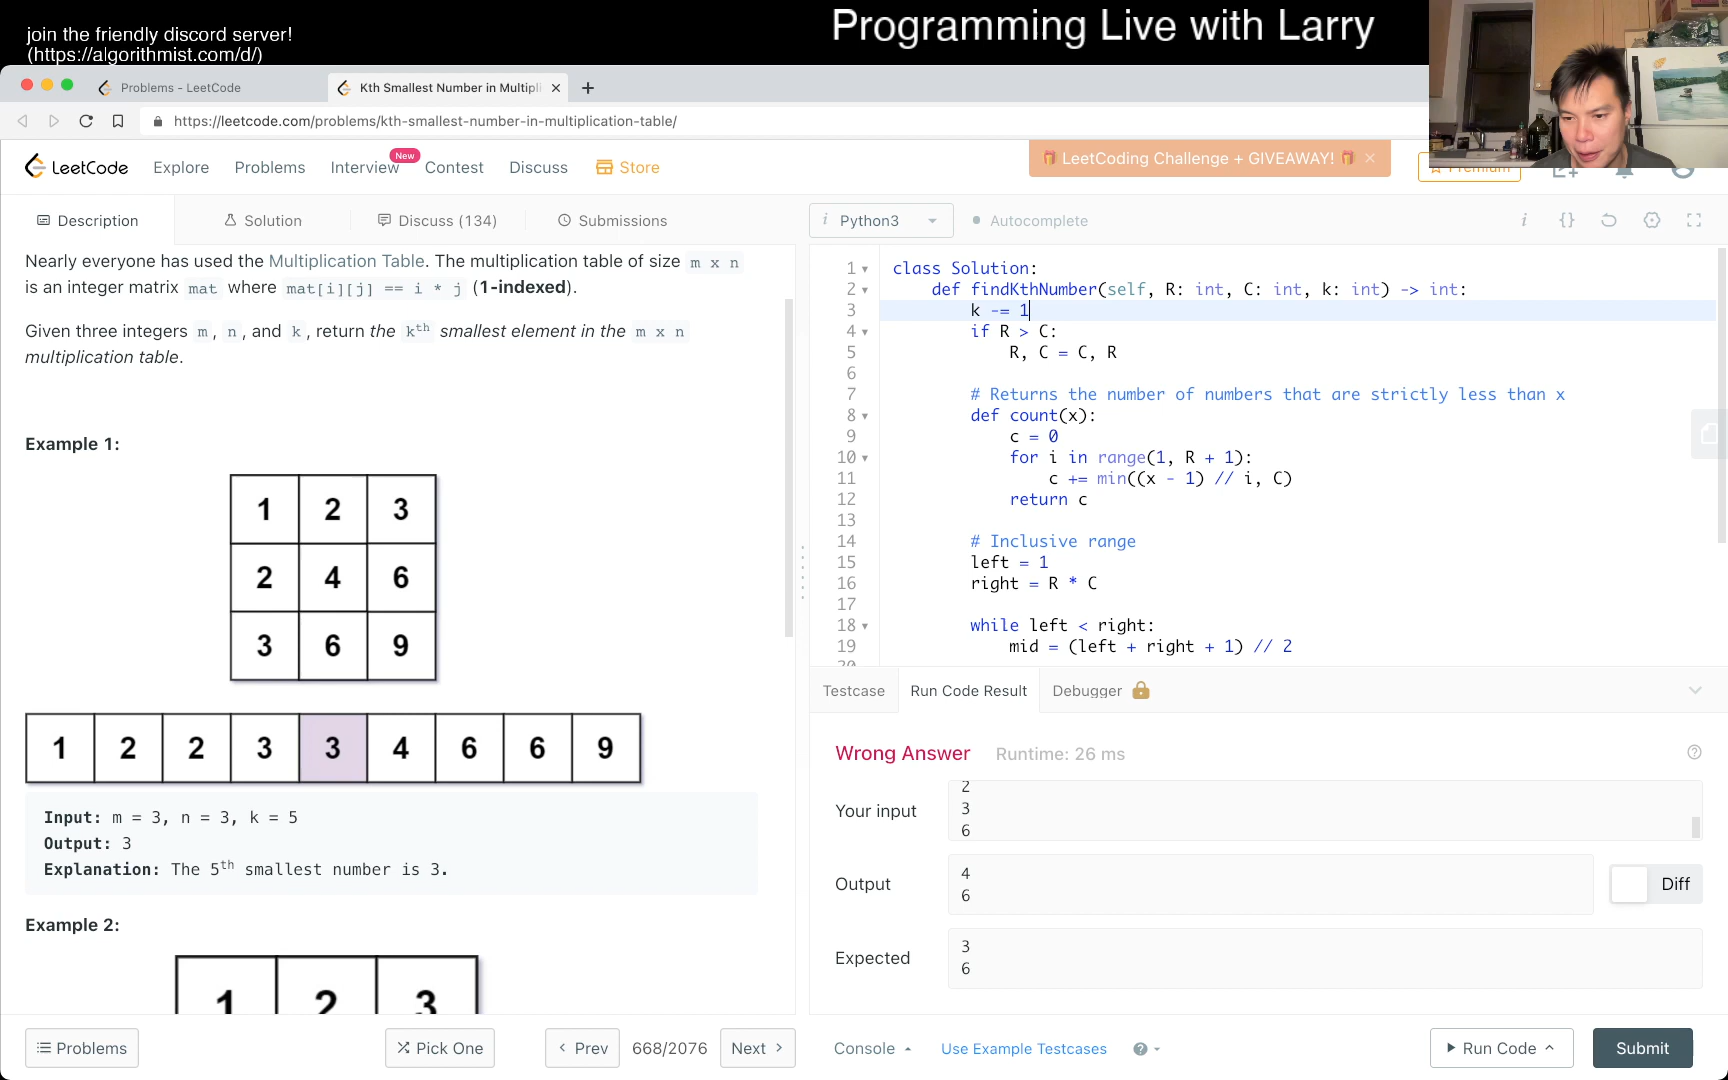 join the friendly discord server!
(https://algorithmist.com/d/)
Programming Live with Larry
Problems - LeetCode
Kth Smallest Number in Multipli
https://leetcode.com/problems/kth-smallest-number-in-multiplication-table/
LeetCode
Explore
Problems
Interview
New
Contest
Discuss
Store
LeetCoding Challenge + GIVEAWAY!
Premium
Description
Solution
Discuss (134)
Submissions
Nearly everyone has used the Multiplication Table. The multiplication table of size m x n
is an integer matrix mat where mat[i][j] == i * j (1-indexed).
Given three integers m, n, and k, return the kth smallest element in the m x n
multiplication table.
Example 1:
1 2 3
2 4 6
3 6 9
1 2 2 3 3 4 6 6 9
Input: m = 3, n = 3, k = 5
Output: 3
Explanation: The 5th smallest number is 3.
Example 2:
1 2 3
Problems
Pick One
Prev
668/2076
Next
i Python3
Autocomplete
i {}
1 class Solution:
2 def findKthNumber(self, R: int, C: int, k: int) -> int:
3 k -= 1
4 if R > C:
5 R, C = C, R
6
7 # Returns the number of numbers that are strictly less than x
8 def count(x):
9 c = 0
10 for i in range(1, R + 1):
11 c += min((x - 1) // i, C)
12 return c
13
14 # Inclusive range
15 left = 1
16 right = R * C
17
18 while left < right:
19 mid = (left + right + 1) // 2
20
Testcase
Run Code Result
Debugger
Wrong Answer
Runtime: 26 ms
Your input
2
3
6
Output
4
6
Diff
Expected
3
6
Console
Use Example Testcases
Run Code
Submit